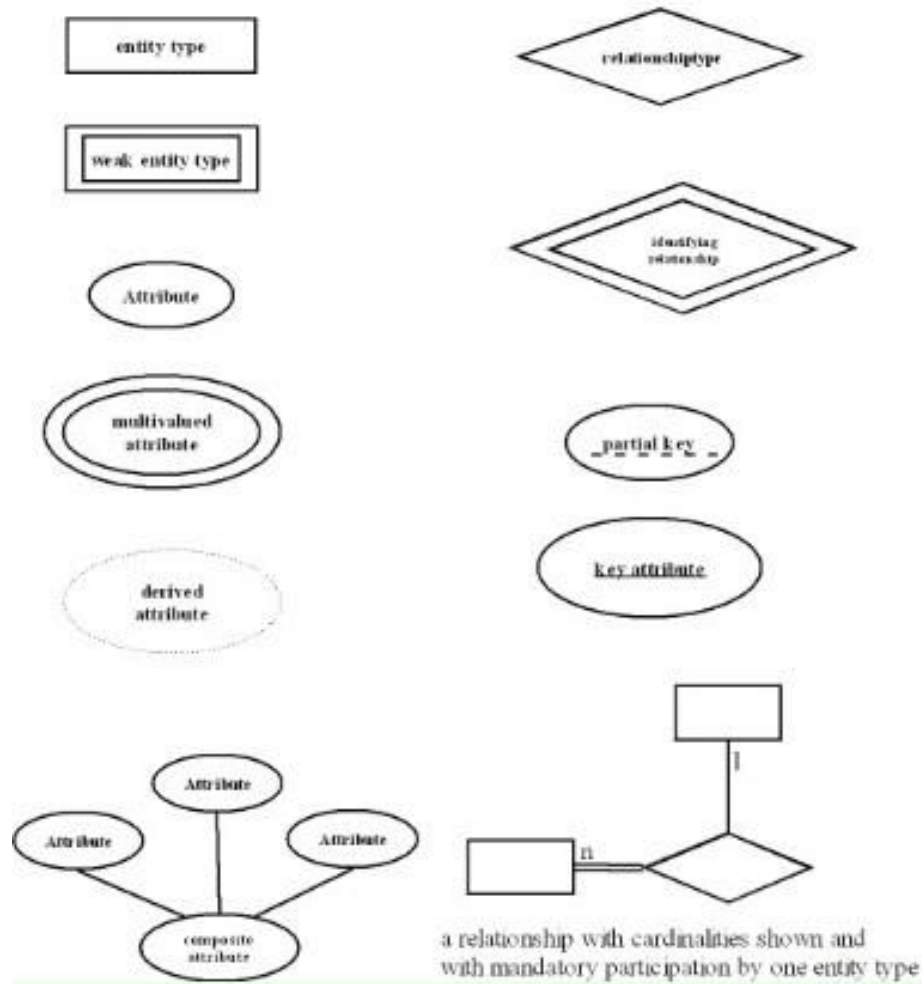 entity type
relationshiptype
weak entity type
identifying
relationship
Attribute
multivalued
attribute
partial key
key attribute
derived
attribute
1
Attribute
Attribute
Attribute
n
composite
attribute
a relationship with cardinalities shown and
with mandatory participation by one entity type